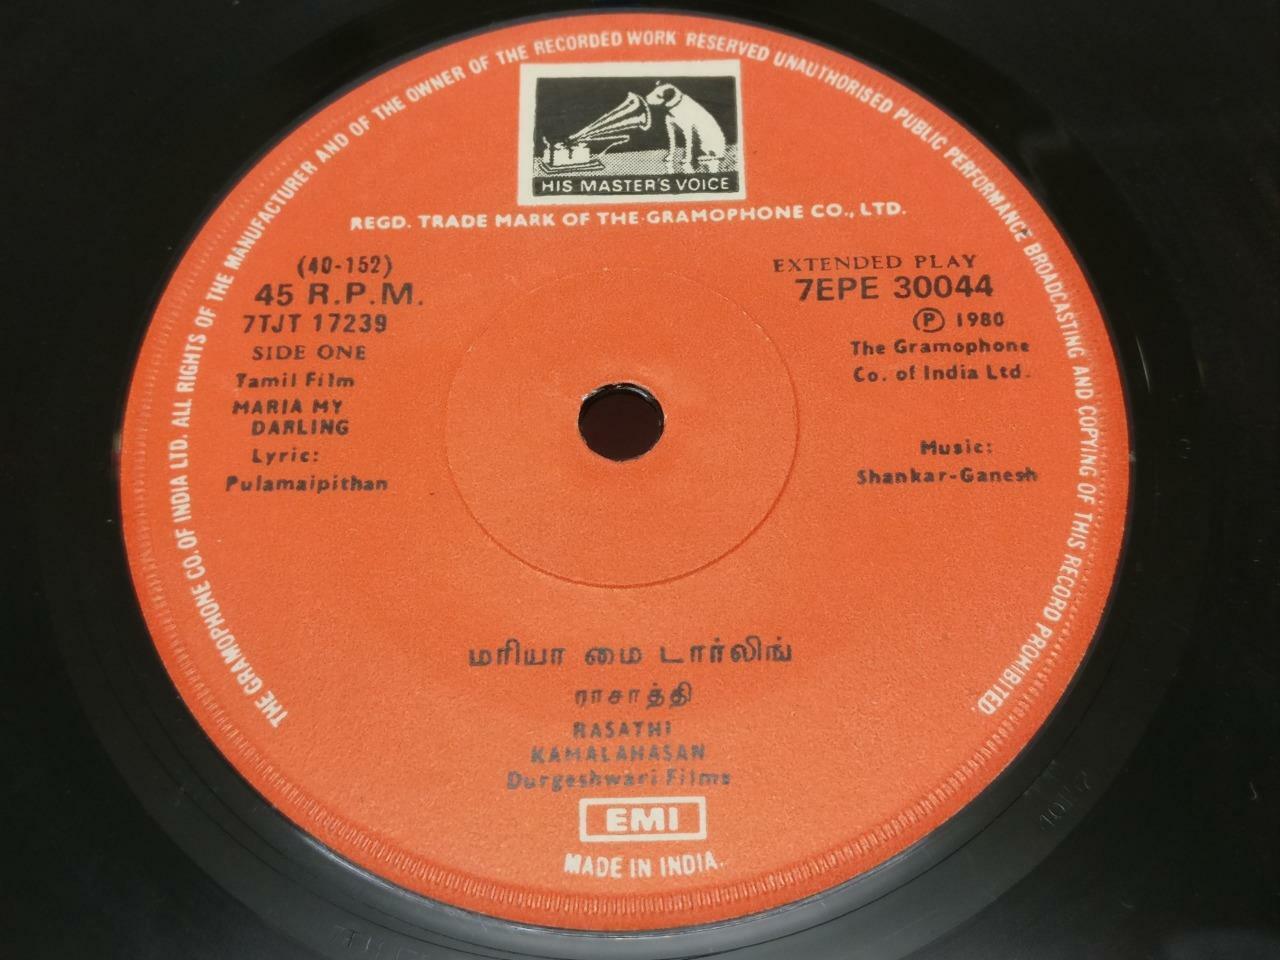 THE GRAMOPHONE CO. OF INDIA LTD. ALL RIGHTS OF THE MANUFACTURER AND OF THE OWNER OF THE RECORDED WORK RESERVED UNAUTHORISED PUBLIC PERFORMANCE BROADCASTING AND COPYING OF THIS RECORD PROHIBITED.
HIS MASTER'S VOICE
REGD. TRADE MARK OF THE GRAMOPHONE CO., LTD.
(40-152)
45 R.P.M.
7TJT 17239
SIDE ONE
Tamil Film
MARIA MY
DARLING
Lyric:
Pulamaipithan
EXTENDED PLAY
7EPE 30044
Ⓟ 1980
The Gramophone
Co. of India Ltd.
Music:
Shankar-Ganesh
மரியா மை டார்லிங்
ராசாத்தி
RASATHI
KAMALAHASAN
Durgeshwari Films
EMI
MADE IN INDIA.